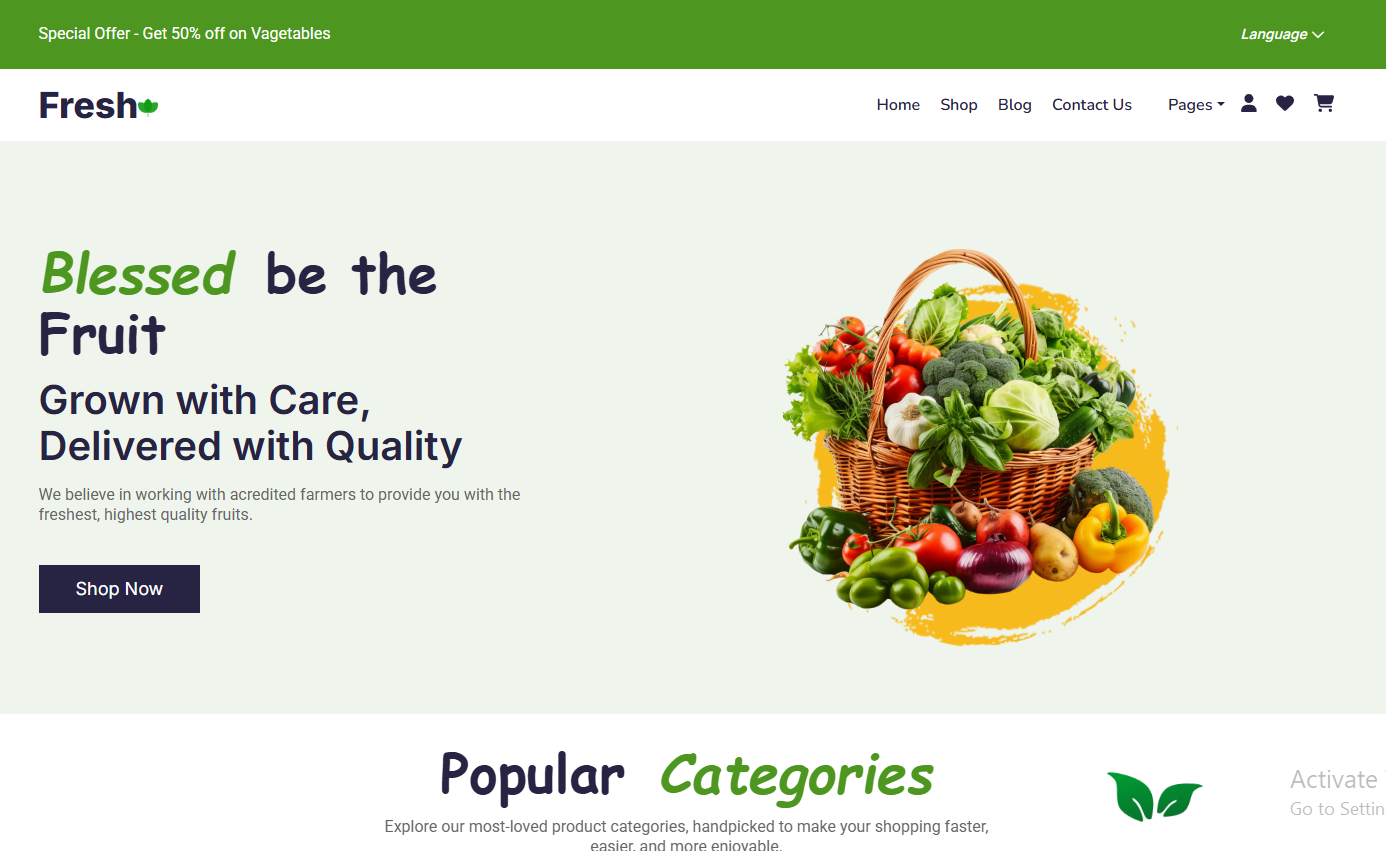 Special Offer - Get 50% off on Vagetables
Language
Fresh
Home Shop Blog Contact Us Pages
Blessed be the
Fruit
Grown with Care,
Delivered with Quality
We believe in working with acredited farmers to provide you with the
freshest, highest quality fruits.
Shop Now
Popular Categories
Activate
Go to Settin
Explore our most-loved product categories, handpicked to make your shopping faster,
easier, and more enjoyable.